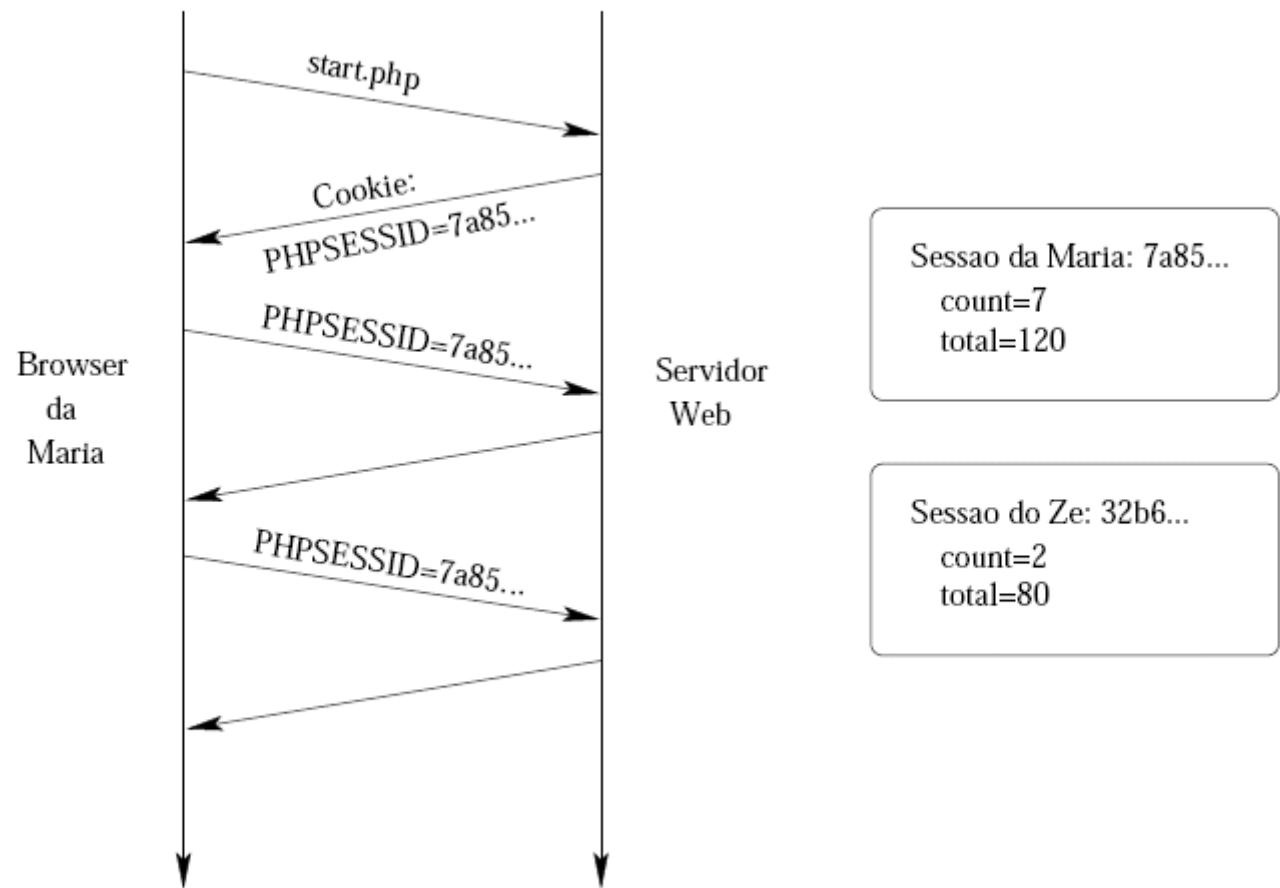 start.php
Cookie:
PHPSESSID=7a85...
PHPSESSID=7a85...
PHPSESSID=7a85...
Browser
da
Maria
Servidor
Web
Sessao da Maria: 7a85...
count=7
total=120
Sessao do Ze: 32b6...
count=2
total=80